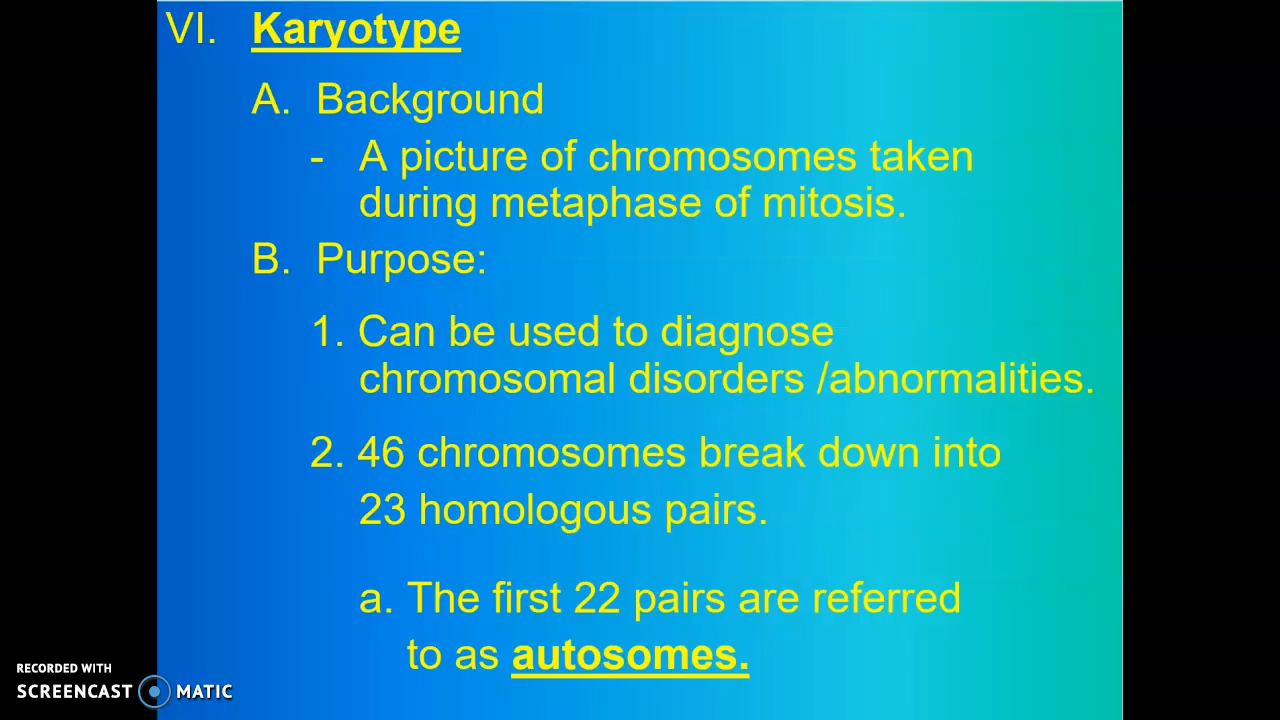 VI. Karyotype
A. Background
- A picture of chromosomes taken
during metaphase of mitosis.
B. Purpose:
1. Can be used to diagnose
chromosomal disorders /abnormalities.
2. 46 chromosomes break down into
23 homologous pairs.
a. The first 22 pairs are referred
to as autosomes.
RECORDED WITH
SCREENCAST MATIC